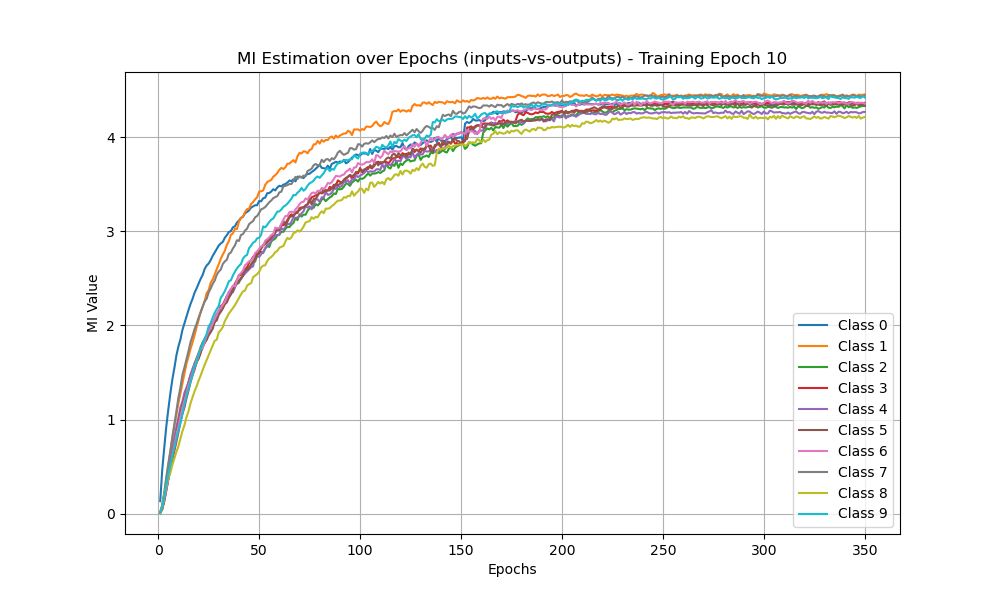 MI Estimation over Epochs (inputs-vs-outputs) - Training Epoch 10
MI Value
4
3
2
1
0
0 50 100 150 200 250 300 350
Epochs
Class 0
Class 1
Class 2
Class 3
Class 4
Class 5
Class 6
Class 7
Class 8
Class 9